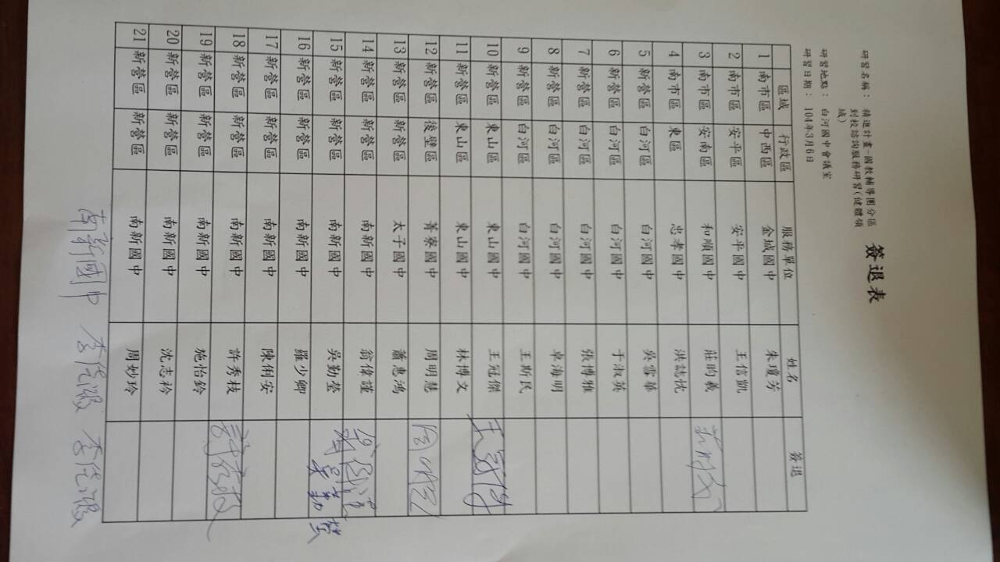 簽退表
研習名稱： 精進計畫-國教輔導團分區到校諮詢服務研習(健體領域)
研習地點： 白河國中會議室
研習日期： 104年3月6日
區域 行政區 服務單位 姓名 簽退
1 南市區 中西區 金城國中 朱瓊芳
2 南市區 安平區 安平國中 王信凱
3 南市區 安南區 和順國中 莊昀義
4 南市區 東區 忠孝國中 洪誌忱
5 新營區 白河區 白河國中 吳霈華
6 新營區 白河區 白河國中 于淑英
7 新營區 白河區 白河國中 張博雅
8 新營區 白河區 白河國中 卓海明
9 新營區 白河區 白河國中 王斯民
10 新營區 東山區 東山國中 王冠傑 王冠傑
11 新營區 東山區 東山國中 林博文
12 新營區 後壁區 菁寮國中 周明慧 周明慧
13 新營區 新營區 太子國中 蕭惠鴻
14 新營區 新營區 南新國中 翁偉謹
15 新營區 新營區 南新國中 吳勤瑩 吳勤瑩
16 新營區 新營區 南新國中 羅少卿
17 新營區 新營區 南新國中 陳俐安
18 新營區 新營區 南新國中 許秀枝 許秀枝
19 新營區 新營區 南新國中 施怡鈴
20 新營區 新營區 南新國中 沈志衿
21 新營區 新營區 南新國中 周妙玲
南新國中